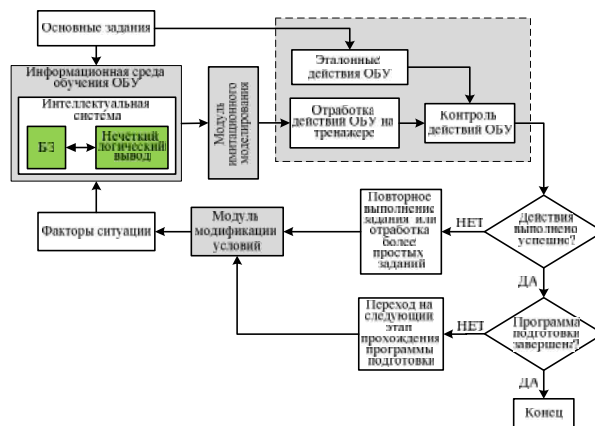 Основные задания
Эталонные
действия ОБУ
Информационная среда
обучения ОБУ
Интеллектуальная
система
БЗ
Нечёткий
логический
вывод
Модуль
имитационного
моделирования
Отработка
действий ОБУ на
тренажере
Контроль
действий ОБУ
Факторы ситуации
Модуль
модификации
условий
Повторное
выполнение
задания или
отработка
более
простых
заданий
НЕТ
Действия
выполнено
успешно?
ДА
Переход на
следующий
этап
прохождения
программы
подготовки
НЕТ
Программа
подготовки
завершена?
ДА
Конец